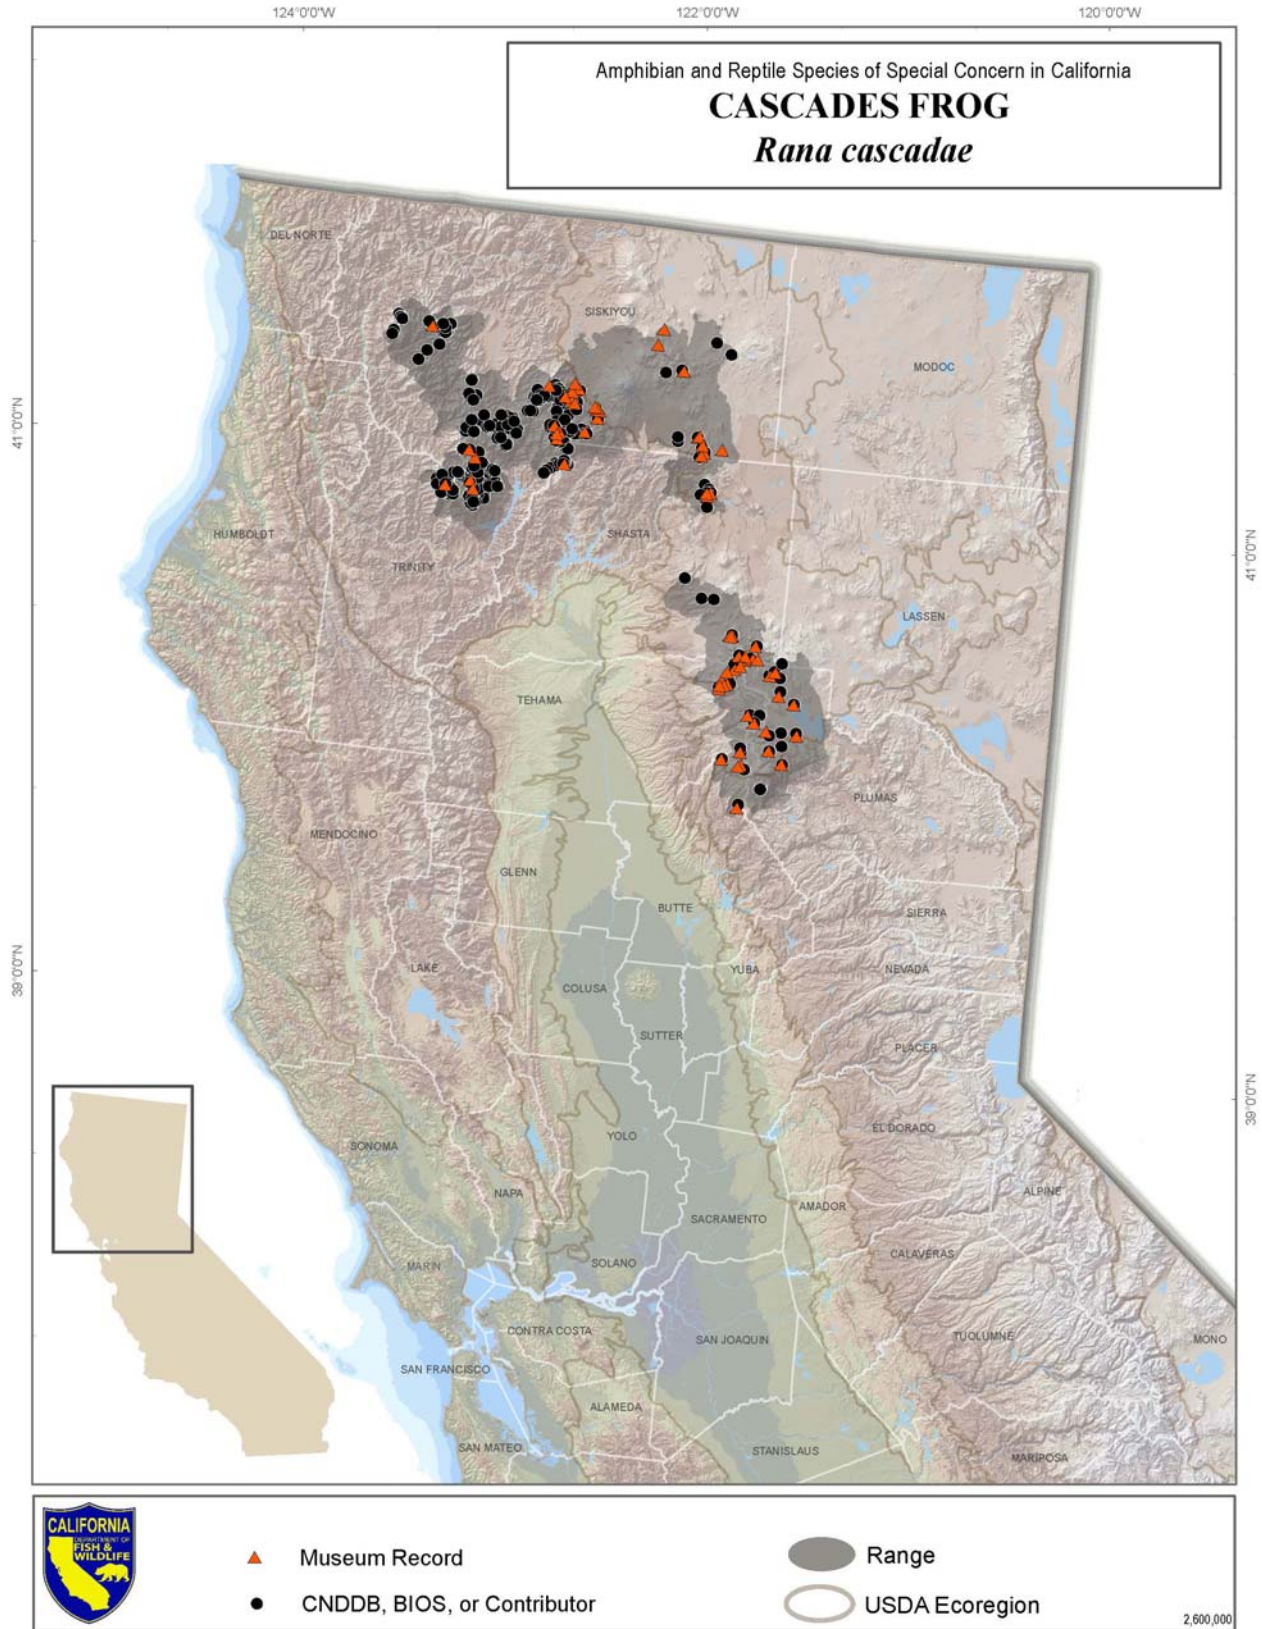 124°0'0"W 122°0'0"W 120°0'0"W
Amphibian and Reptile Species of Special Concern in California
CASCADES FROG
Rana cascadae
DEL NORTE
SISKIYOU
MODOC
41°0'0"N
HUMBOLDT
SHASTA
41°0'0"N
TRINITY
LASSEN
TEHAMA
PLUMAS
MENDOCINO
GLENN
BUTTE
SIERRA
LAKE
YUBA
NEVADA
39°0'0"N
COLUSA
SUTTER
PLACER
39°0'0"N
EL DORADO
YOLO
SONOMA
NAPA
ALPINE
AMADOR
SACRAMENTO
CALAVERAS
SOLANO
MARIN
CONTRA COSTA
SAN JOAQUIN
TUOLUMNE
MONO
SAN FRANCISCO
ALAMEDA
SAN MATEO
STANISLAUS
MARIPOSA
CALIFORNIA
DEPARTMENT OF
FISH &
WILDLIFE
Museum Record
CNDDB, BIOS, or Contributor
Range
USDA Ecoregion
2,600,000